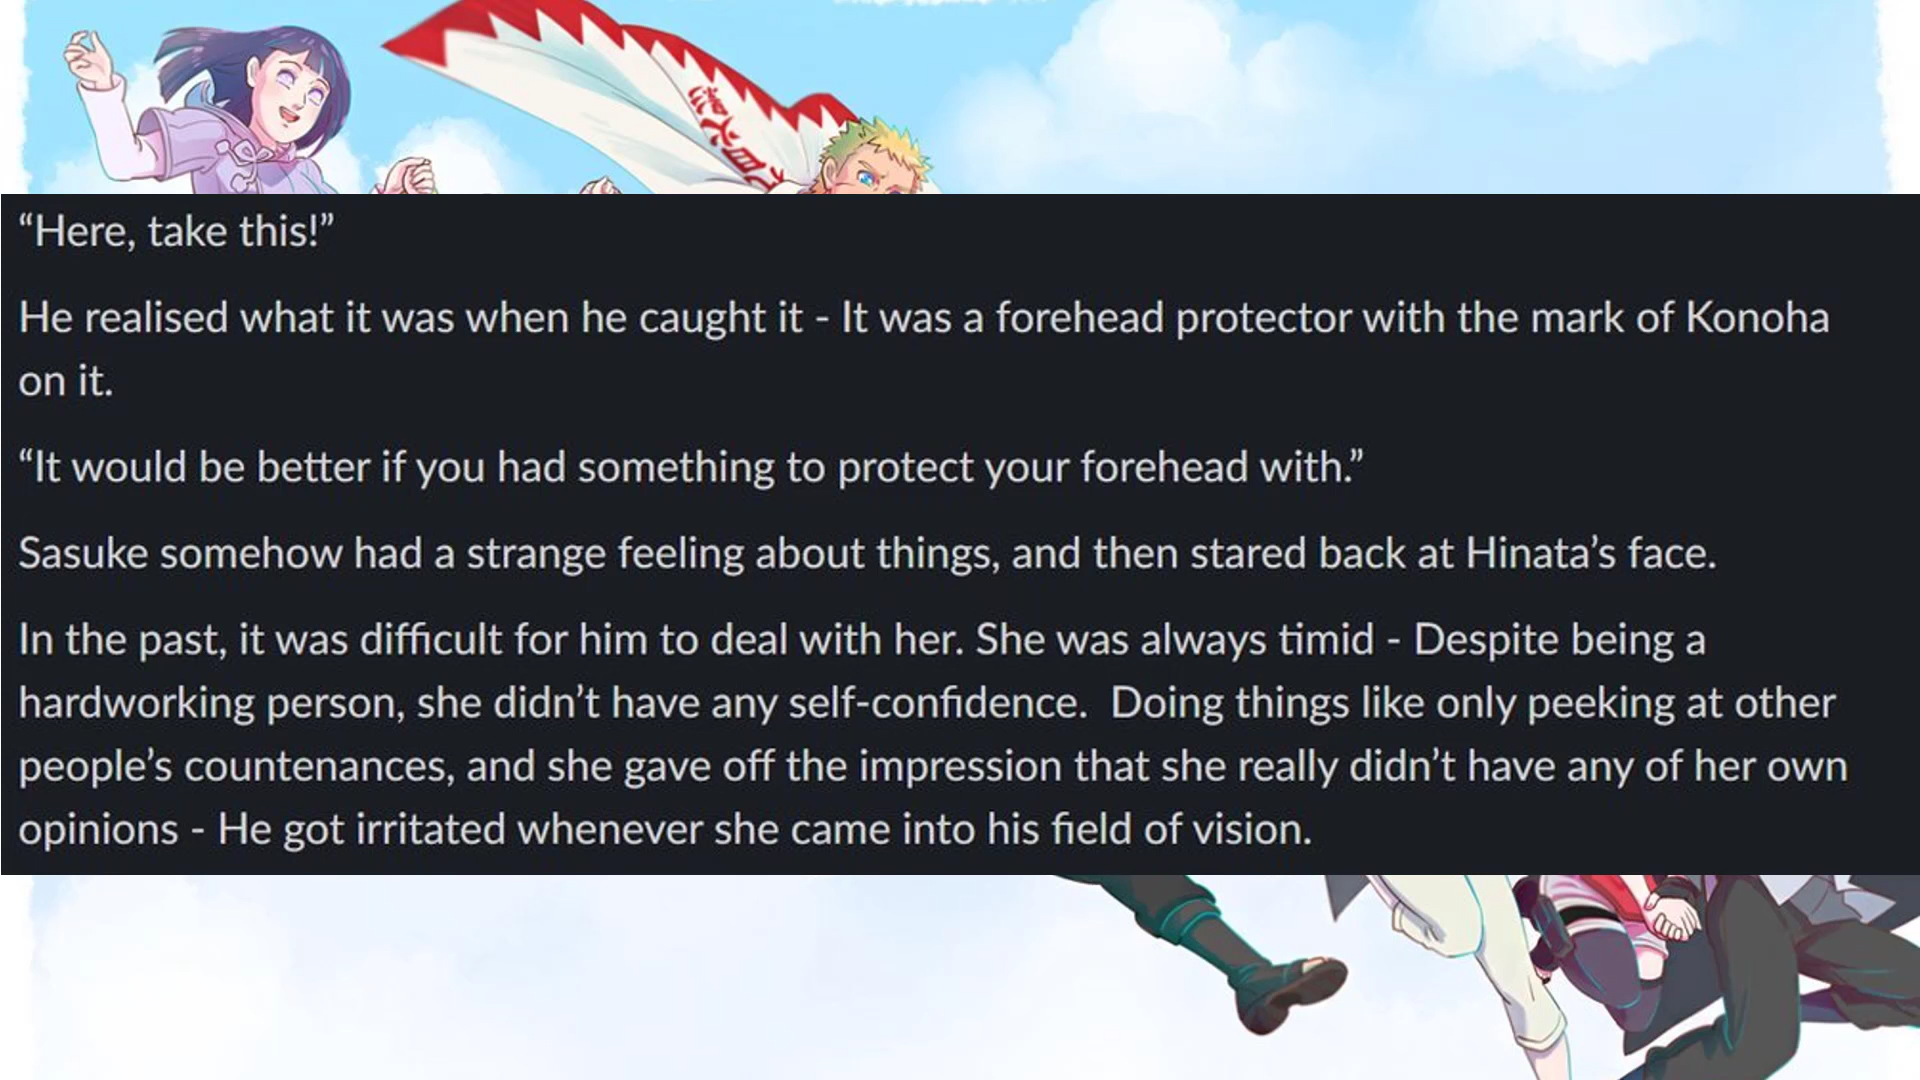 “Here, take this!”
He realised what it was when he caught it - It was a forehead protector with the mark of Konoha
on it.
“It would be better if you had something to protect your forehead with.”
Sasuke somehow had a strange feeling about things, and then stared back at Hinata’s face.
In the past, it was difficult for him to deal with her. She was always timid - Despite being a
hardworking person, she didn’t have any self-confidence.  Doing things like only peeking at other
people’s countenances, and she gave off the impression that she really didn’t have any of her own
opinions - He got irritated whenever she came into his field of vision.